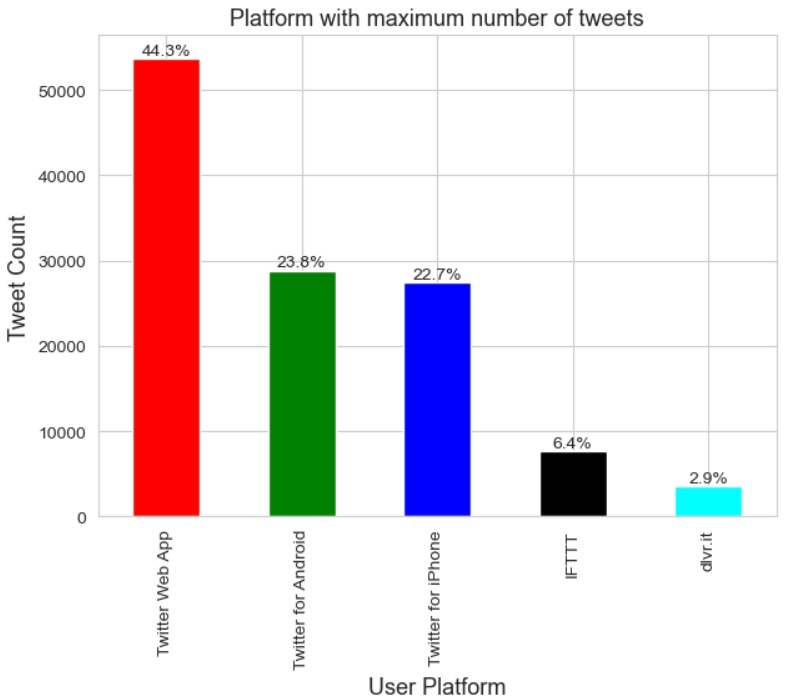 Platform with maximum number of tweets
44.3%
23.8%
22.7%
6.4%
2.9%
50000
40000
30000
20000
10000
0
Tweet Count
Twitter Web App
Twitter for Android
Twitter for iPhone
IFTTT
dlvr.it
User Platform